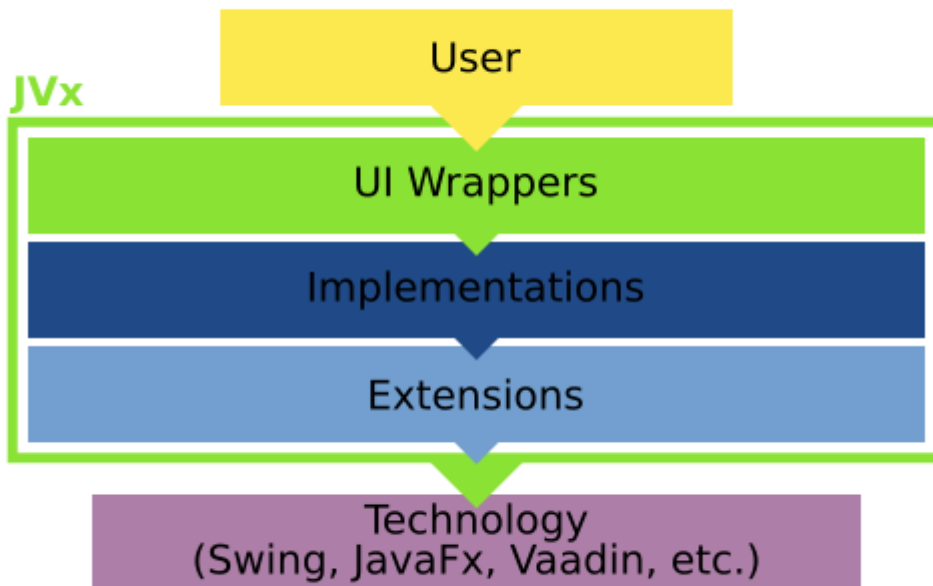 User
JVx
UI Wrappers
Implementations
Extensions
Technology
(Swing, JavaFx, Vaadin, etc.)